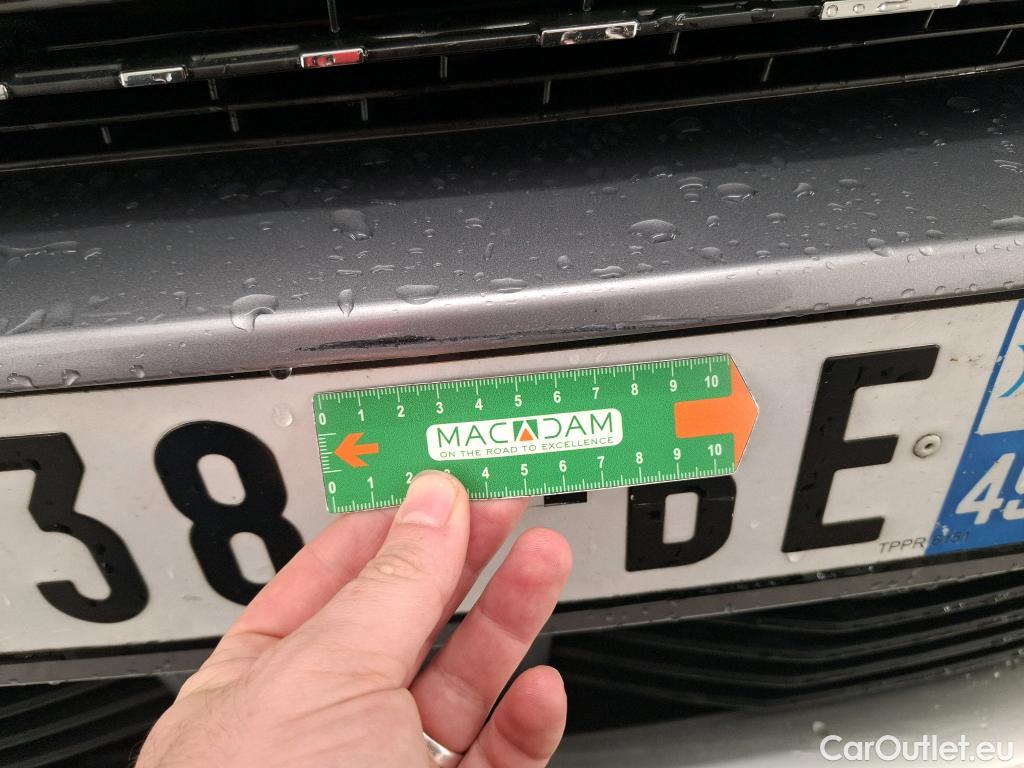 0 1 2 3 4 5 6 7 8 9 10
MACADAM
ON THE ROAD TO EXCELLENCE
0 1 2 3 4 5 6 7 8 9 10
38 - BE
TPPR 6161
45
CarOutlet.eu